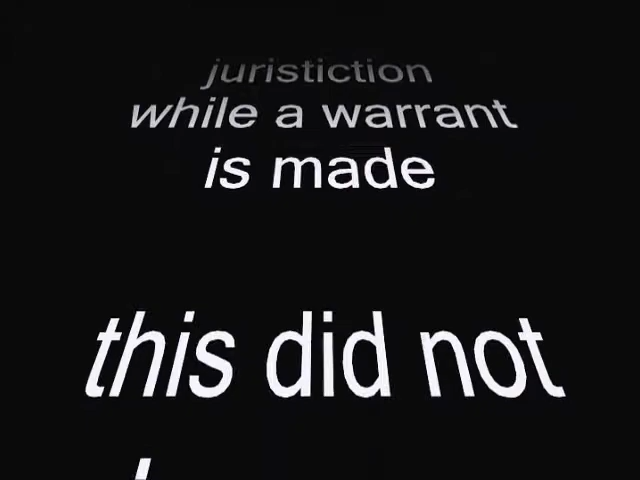 juristiction
while a warrant
is made
this did not